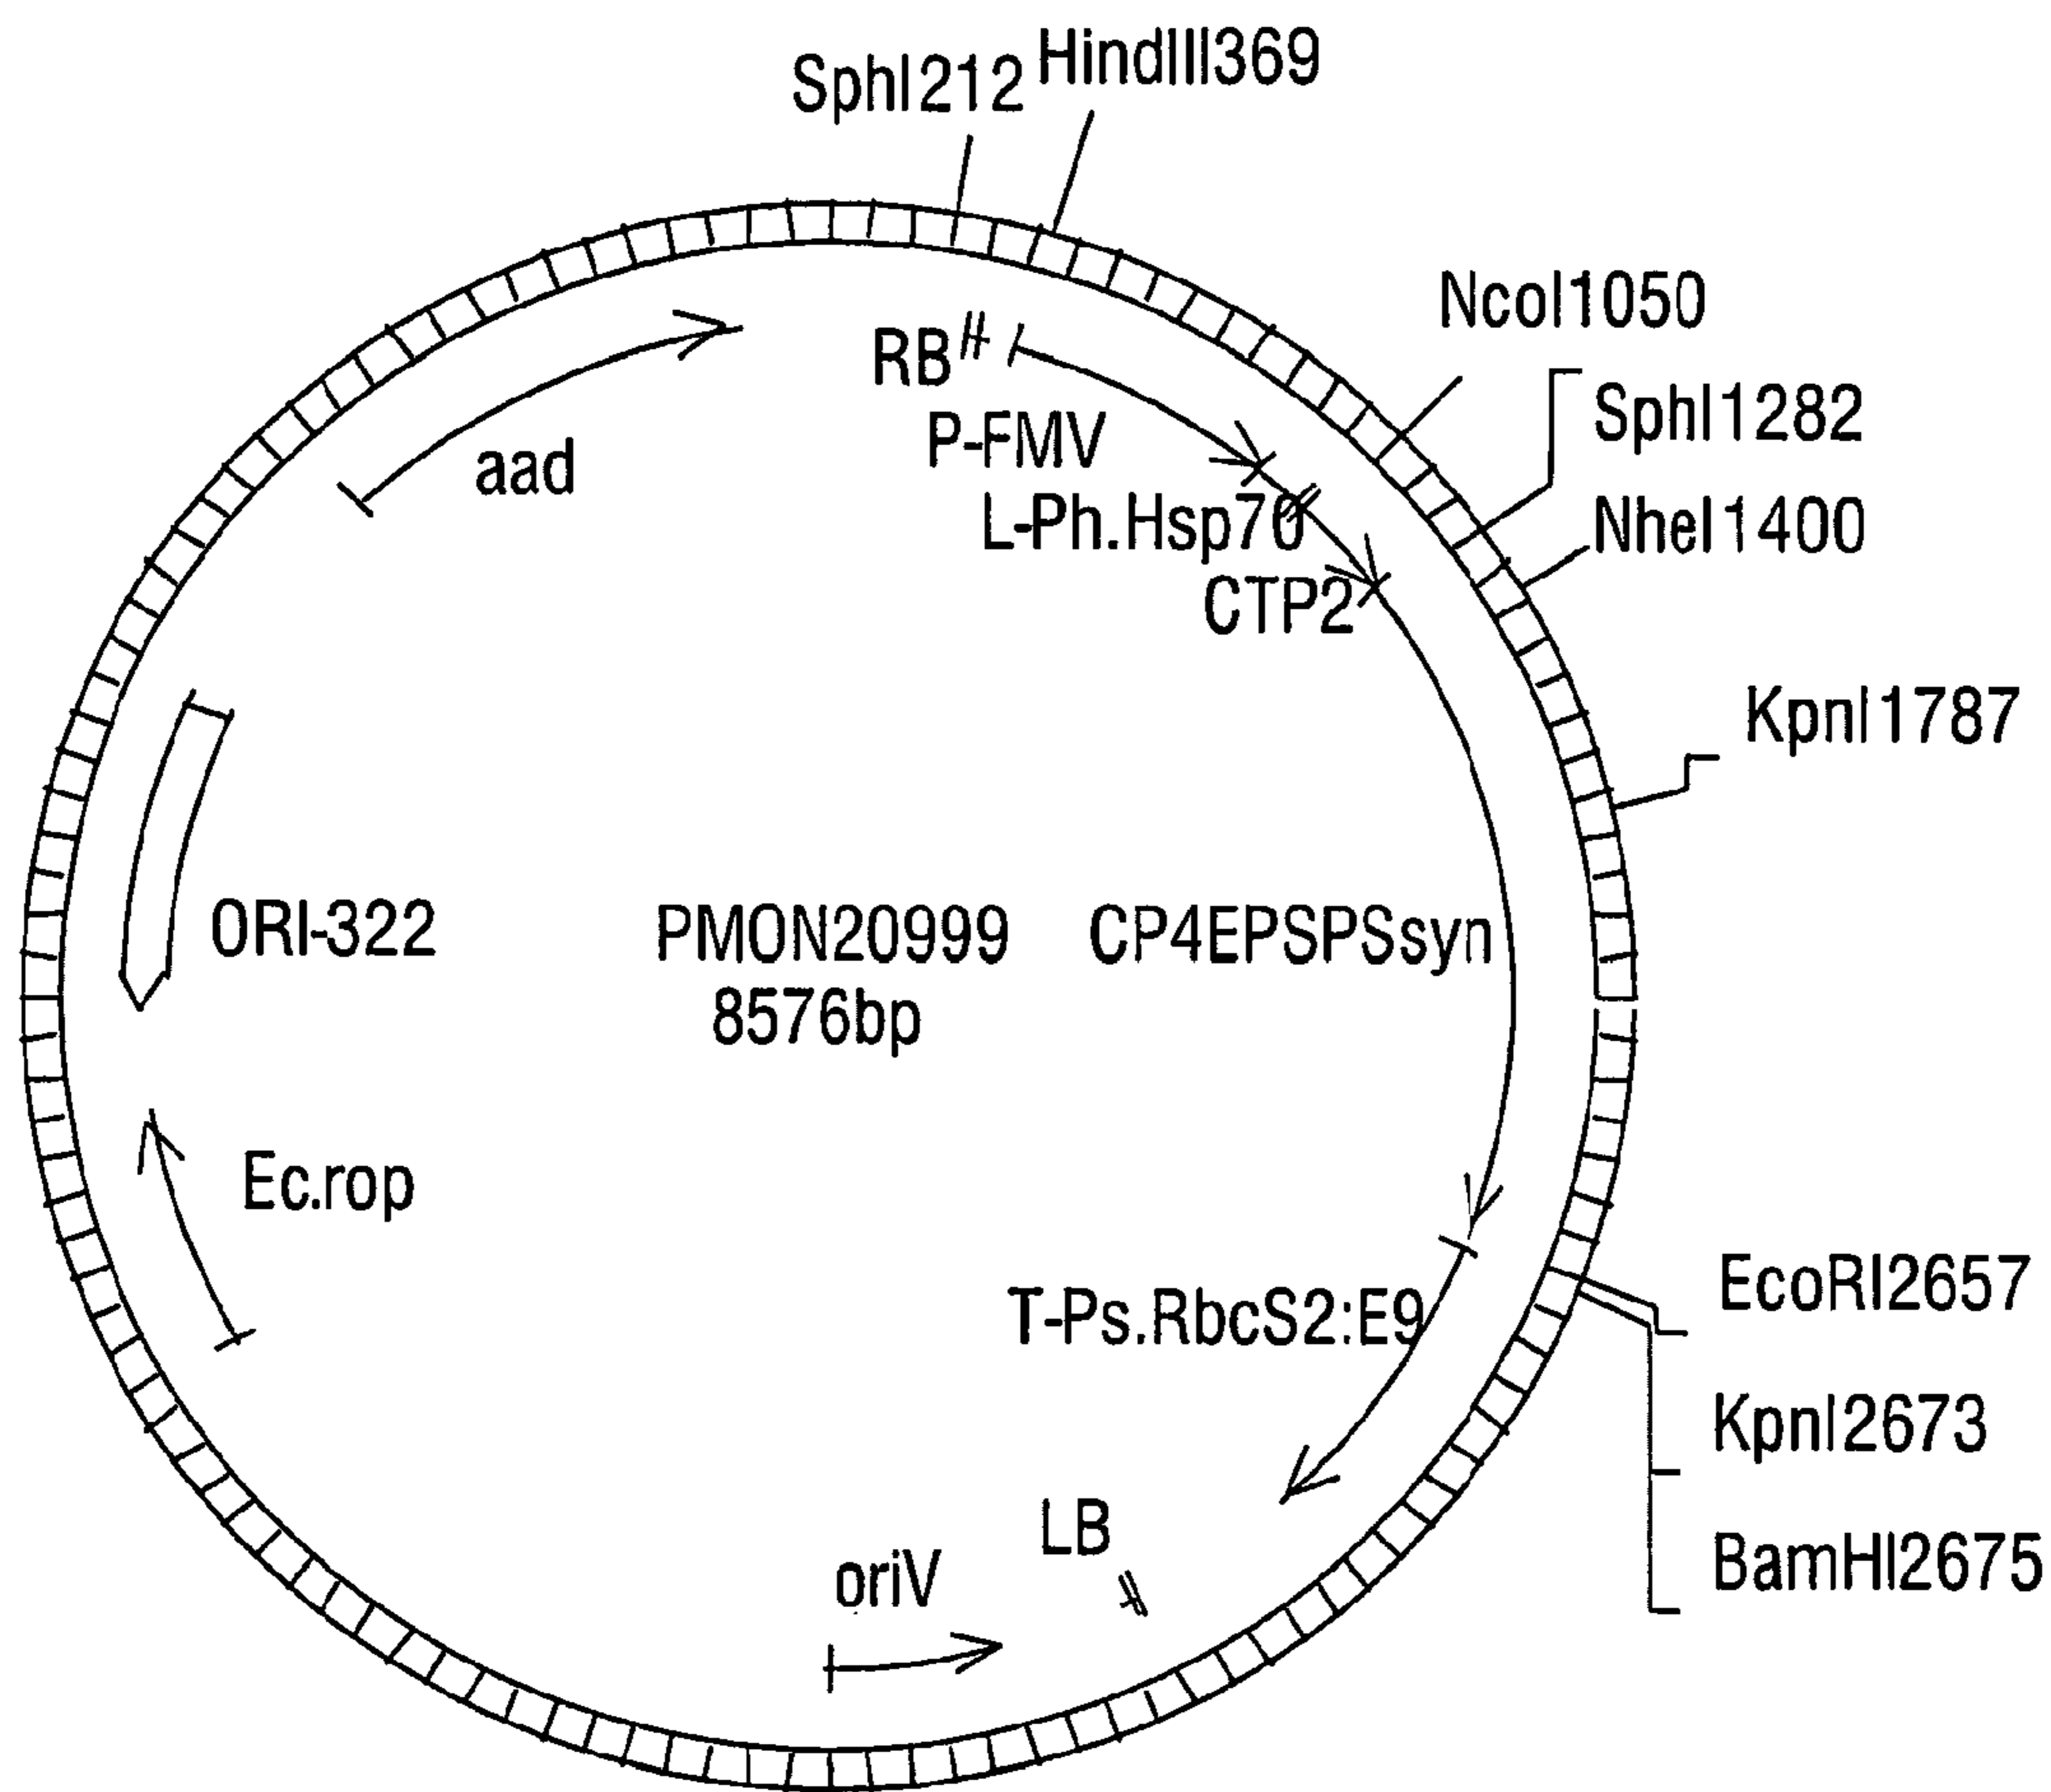 SphI212
HindIII369
NcoI1050
SphI1282
NheI1400
KpnI1787
RB
P-FMV
L-Ph.Hsp70
CTP2
aad
ORI-322
PMON20999
8576bp
CP4EPSPSsyn
Ec.rop
T-Ps.RbcS2:E9
EcoRI2657
KpnI2673
BamHI2675
LB
oriV